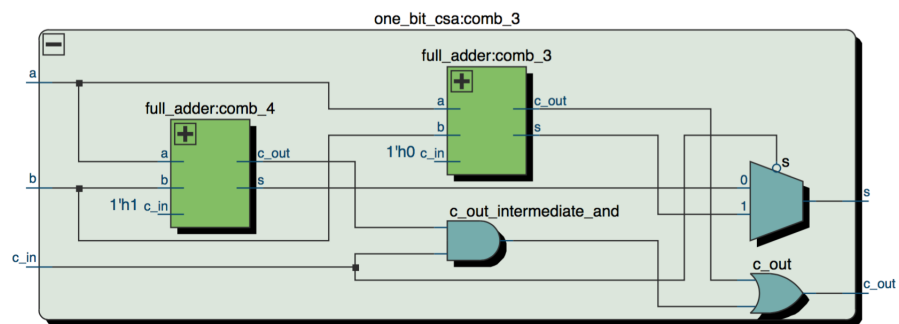 one_bit_csa:comb_3
full_adder:comb_3
a
full_adder:comb_4
a
c_out
b
s
1'h0 c_in
a
c_out
s
b
b
s
0
1
s
1'h1 c_in
c_out_intermediate_and
c_in
c_out
c_out